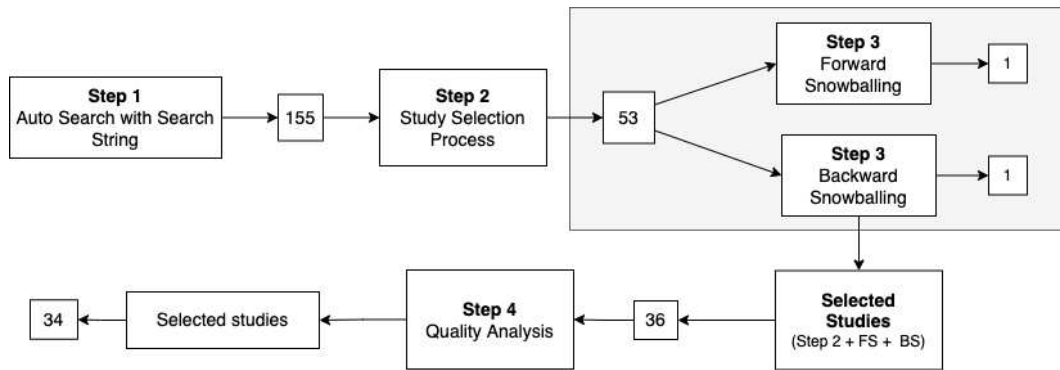 Step 1
Auto Search with Search
String
155
Step 2
Study Selection
Process
53
Step 3
Forward
Snowballing
1
Step 3
Backward
Snowballing
1
Selected
Studies
(Step 2 + FS + BS)
36
Step 4
Quality Analysis
Selected studies
34